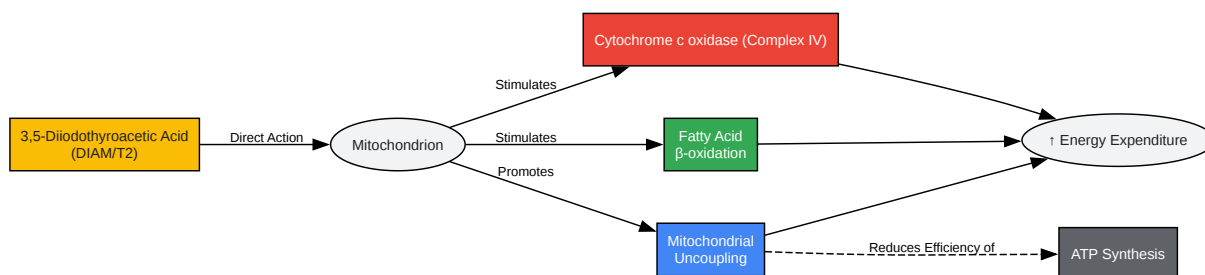 Cytochrome c oxidase (Complex IV)
Stimulates
3,5-Diiodothyroacetic Acid
(DIAM/T2)
Direct Action
Mitochondrion
Stimulates
Fatty Acid
β-oxidation
↑ Energy Expenditure
Promotes
Mitochondrial
Uncoupling
Reduces Efficiency of
ATP Synthesis